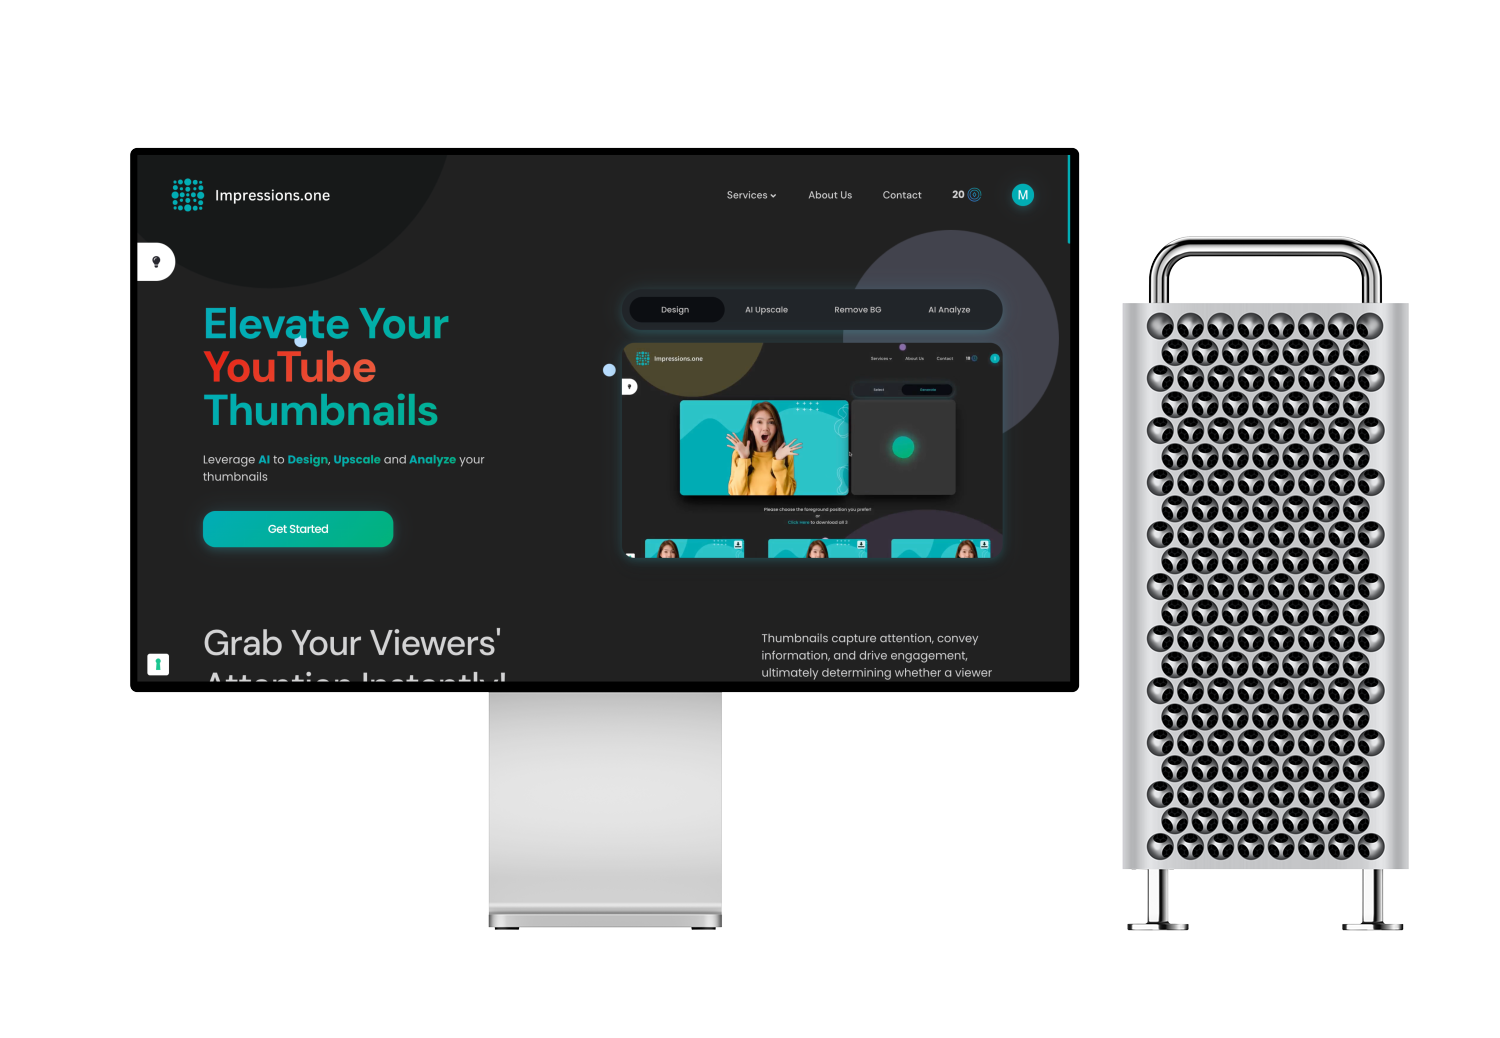 Impressions.one
Services
About Us
Contact
20
M
Elevate Your
YouTube
Thumbnails
Leverage AI to Design, Upscale and Analyze your
thumbnails
Get Started
Design
AI Upscale
Remove BG
AI Analyze
Impressions.one
Services
About Us
Contact
Please choose the foreground position you prefer!
or
Click Here to download all 3
Grab Your Viewers'
Attention Instantly!
Thumbnails capture attention, convey
information, and drive engagement,
ultimately determining whether a viewer